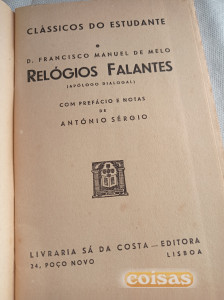 CLÁSSICOS DO ESTUDANTE
D. FRANCISCO MANUEL DE MELO
RELÓGIOS FALANTES
(APÓLOGO DIALOGAL)
COM PREFÁCIO E NOTAS
DE
ANTÓNIO SÉRGIO
LIVRARIA SÁ DA COSTA — EDITORA
24, POÇO NOVO LISBOA
coisas